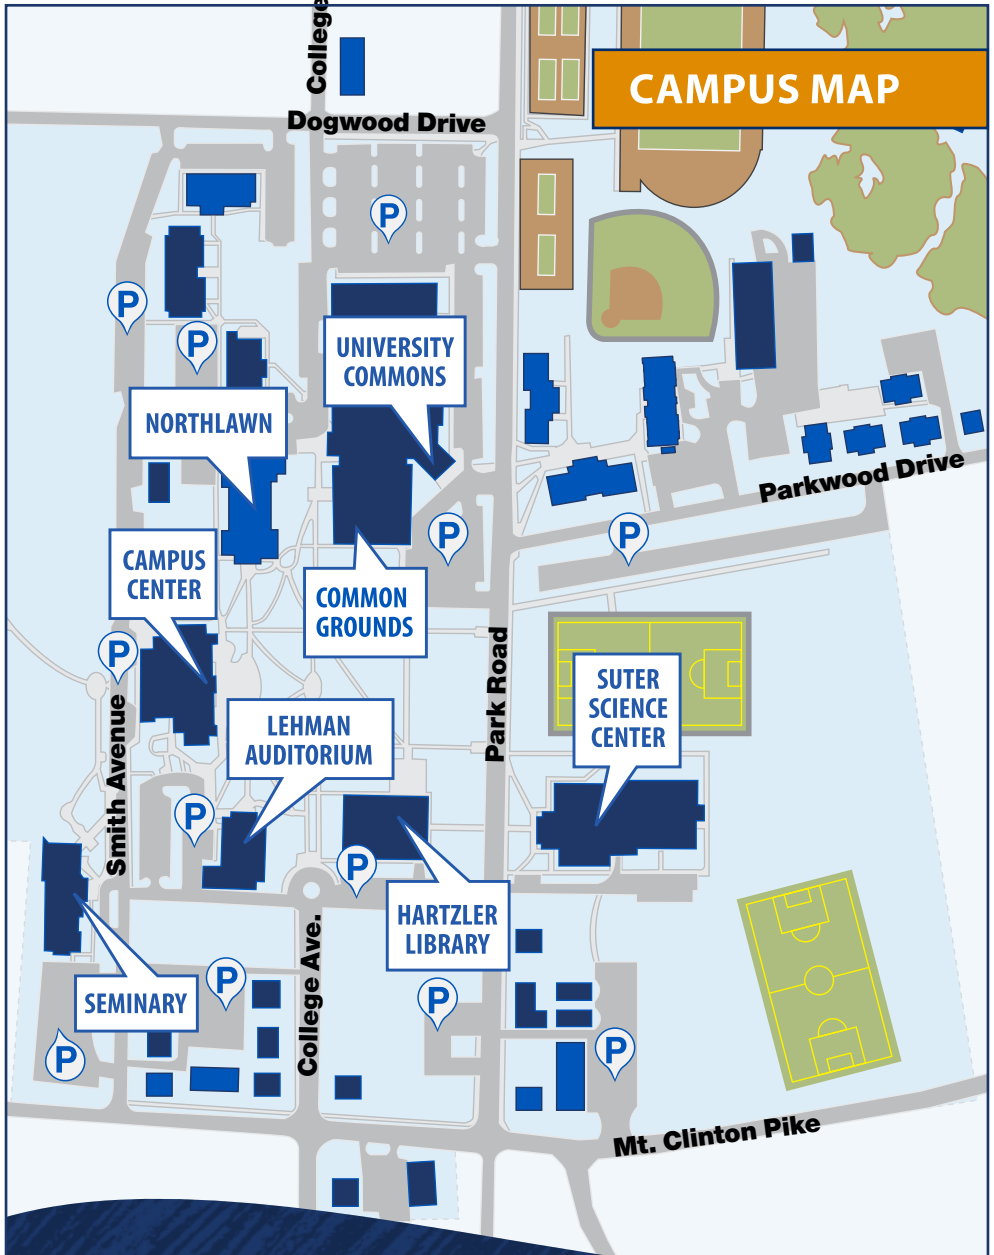 College
CAMPUS MAP
Dogwood Drive
P
P
P
UNIVERSITY
COMMONS
NORTHLAWN
Parkwood Drive
P
P
CAMPUS
CENTER
COMMON
GROUNDS
P
Park Road
SUTER
SCIENCE
CENTER
Smith Avenue
LEHMAN
AUDITORIUM
P
P
HARTZLER
LIBRARY
College Ave.
SEMINARY
P
P
P
P
Mt. Clinton Pike